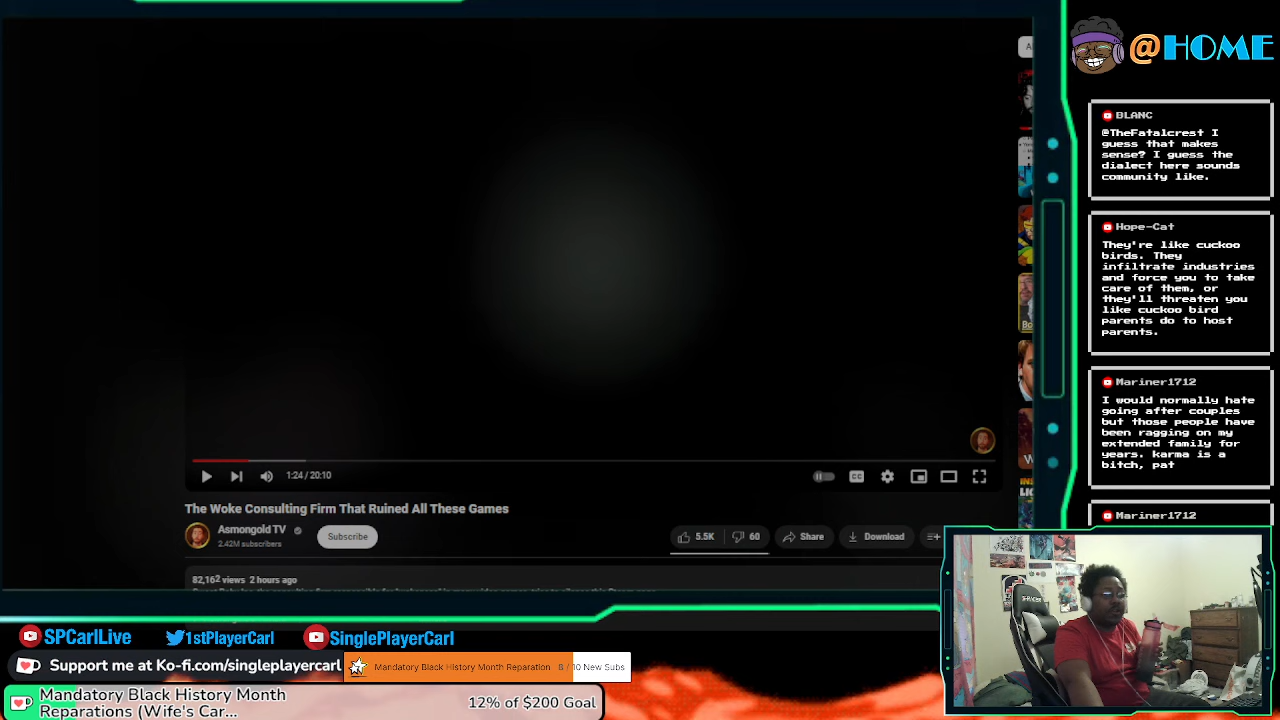 @HOME
BLANC
@TheFatalcrest I
guess that makes
sense? I guess the
dialect here sounds
community like.
Hope-Cat
They're like cuckoo
birds. They
infiltrate industries
and force you to take
care of them, or
they'll threaten you
like cuckoo bird
parents do to host
parents.
Mariner1712
I would normally hate
going after couples
but those people have
been ragging on my
extended family for
years. karma is a
bitch, pat
Mariner1712
1:24 / 20:10
CC
The Woke Consulting Firm That Ruined All These Games
Asmongold TV
2.42M subscribers
Subscribe
5.5K
60
Share
Download
82,162 views 2 hours ago
SPCarlLive
1stPlayerCarl
SinglePlayerCarl
Support me at Ko-fi.com/singleplayercarl
Mandatory Black History Month Reparation 8 / 10 New Subs
Mandatory Black History Month
Reparations (Wife's Car...
12% of $200 Goal